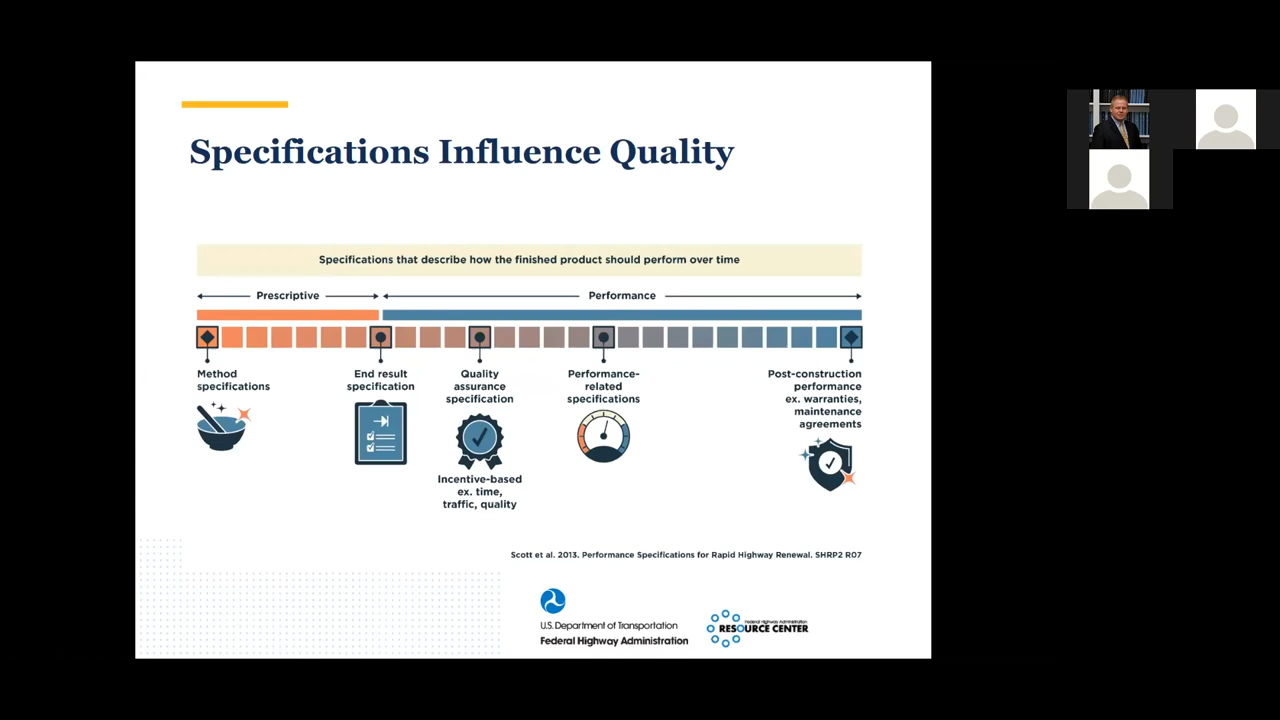 Specifications Influence Quality
Specifications that describe how the finished product should perform over time
Prescriptive
Performance
Method
specifications
End result
specification
Quality
assurance
specification
Incentive-based
ex. time,
traffic, quality
Performance-
related
specifications
Post-construction
performance
ex. warranties,
maintenance
agreements
Scott et al. 2013. Performance Specifications for Rapid Highway Renewal. SHRP2 R07
U.S. Department of Transportation
Federal Highway Administration
Federal Highway Administration
RESOURCE CENTER